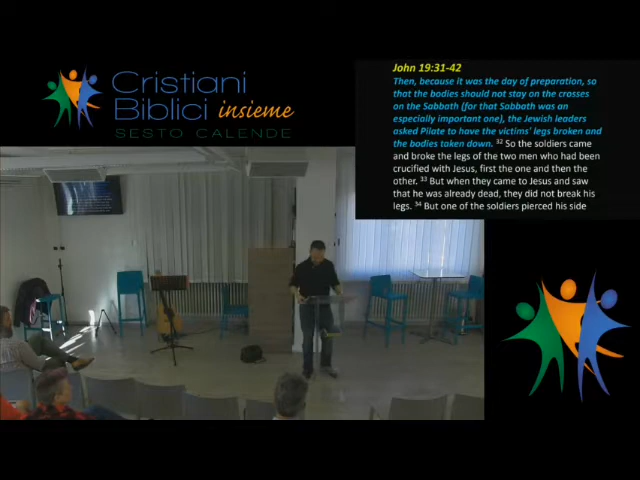 Cristiani
Biblici insieme
SESTO CALENDE
John 19:31-42
Then, because it was the day of preparation, so
that the bodies should not stay on the crosses
on the Sabbath (for that Sabbath was an
especially important one), the Jewish leaders
asked Pilate to have the victims' legs broken and
the bodies taken down. 32 So the soldiers came
and broke the legs of the two men who had been
crucified with Jesus, first the one and then the
other. 33 But when they came to Jesus and saw
that he was already dead, they did not break his
legs. 34 But one of the soldiers pierced his side